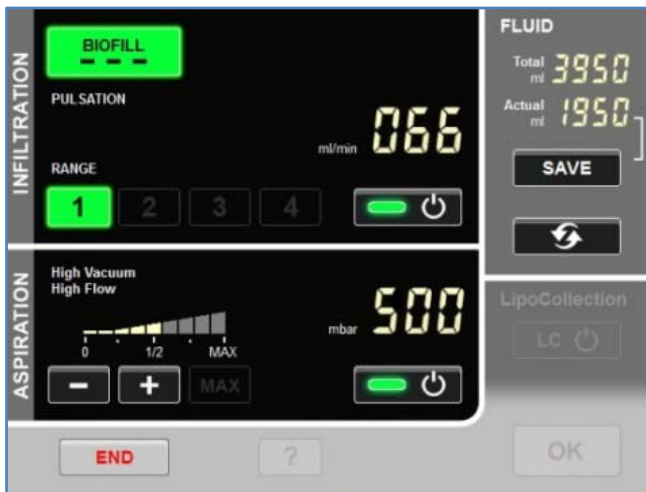 INFILTRATION
BIOFILL
PULSATION
ml/min 066
RANGE
1 2 3 4
ASPIRATION
High Vacuum
High Flow
0 1/2 MAX
mbar 500
− + MAX
FLUID
Total
ml 3950
Actual
ml 1950
SAVE
LipoCollection
LC
END
?
OK